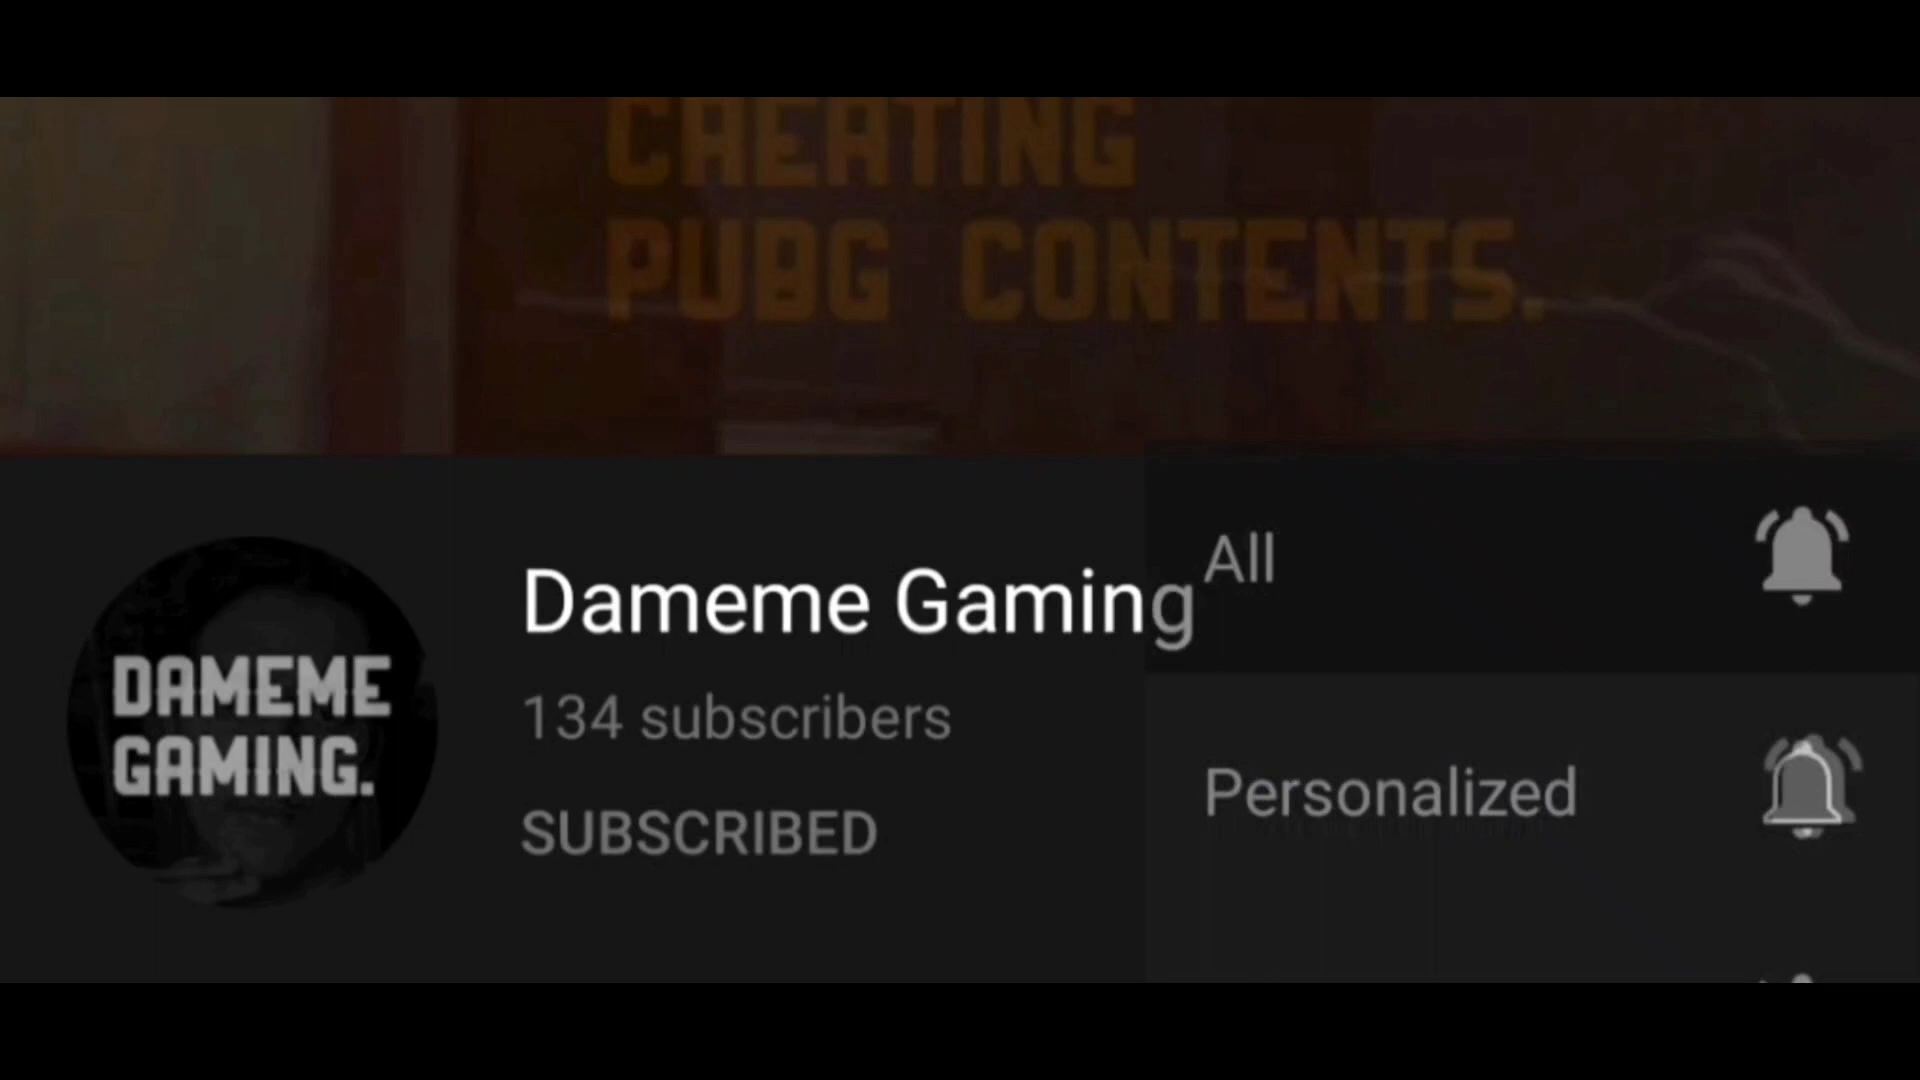 CREATING
PUBG CONTENTS.
DAMEME
GAMING.
Dameme Gaming
134 subscribers
SUBSCRIBED
All
Personalized